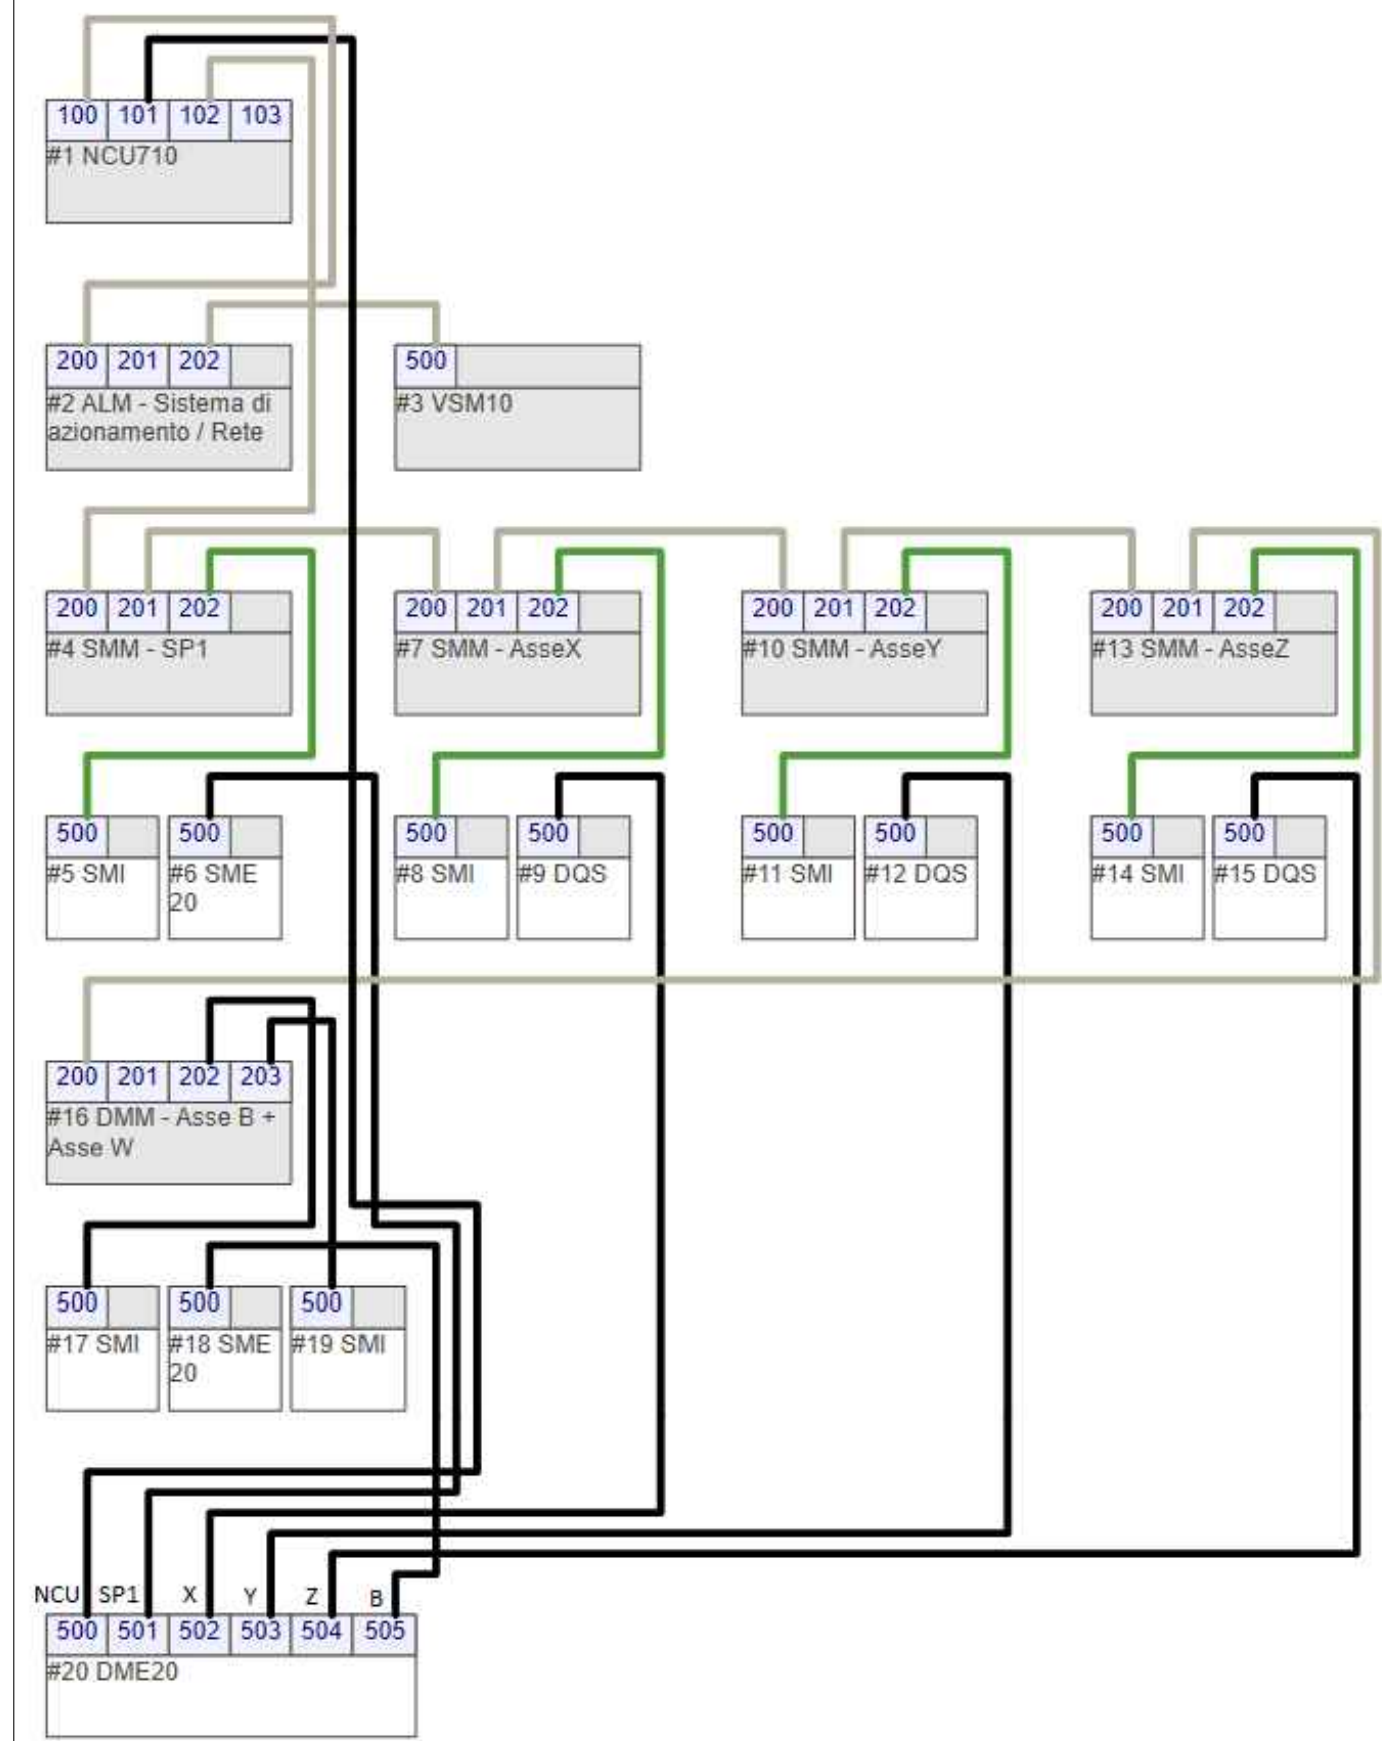 100 101 102 103
#1 NCU710
200 201 202
#2 ALM - Sistema di
azionamento / Rete
500
#3 VSM10
200 201 202
#4 SMM - SP1
200 201 202
#7 SMM - AsseX
200 201 202
#10 SMM - AsseY
200 201 202
#13 SMM - AsseZ
500
#5 SMI
500
#6 SME
20
500
#8 SMI
500
#9 DQS
500
#11 SMI
500
#12 DQS
500
#14 SMI
500
#15 DQS
200 201 202 203
#16 DMM - Asse B +
Asse W
500
#17 SMI
500
#18 SME
20
500
#19 SMI
NCU SP1 X Y Z B
500 501 502 503 504 505
#20 DME20